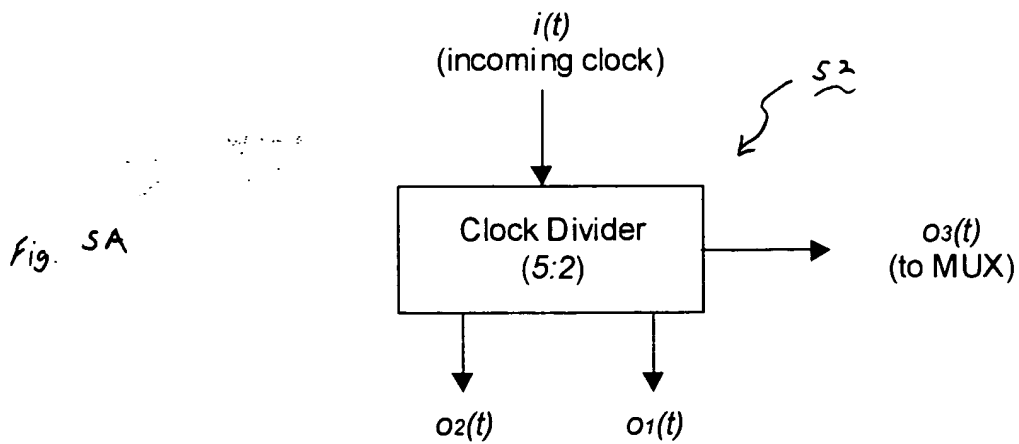 i(t)
(incoming clock)
52
Clock Divider
(5:2)
o3(t)
(to MUX)
Fig. 5A
o2(t) o1(t)